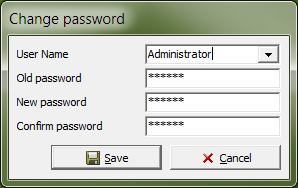 Change password
User Name Administrator
Old password ******
New password ******
Confirm password ******
Save Cancel